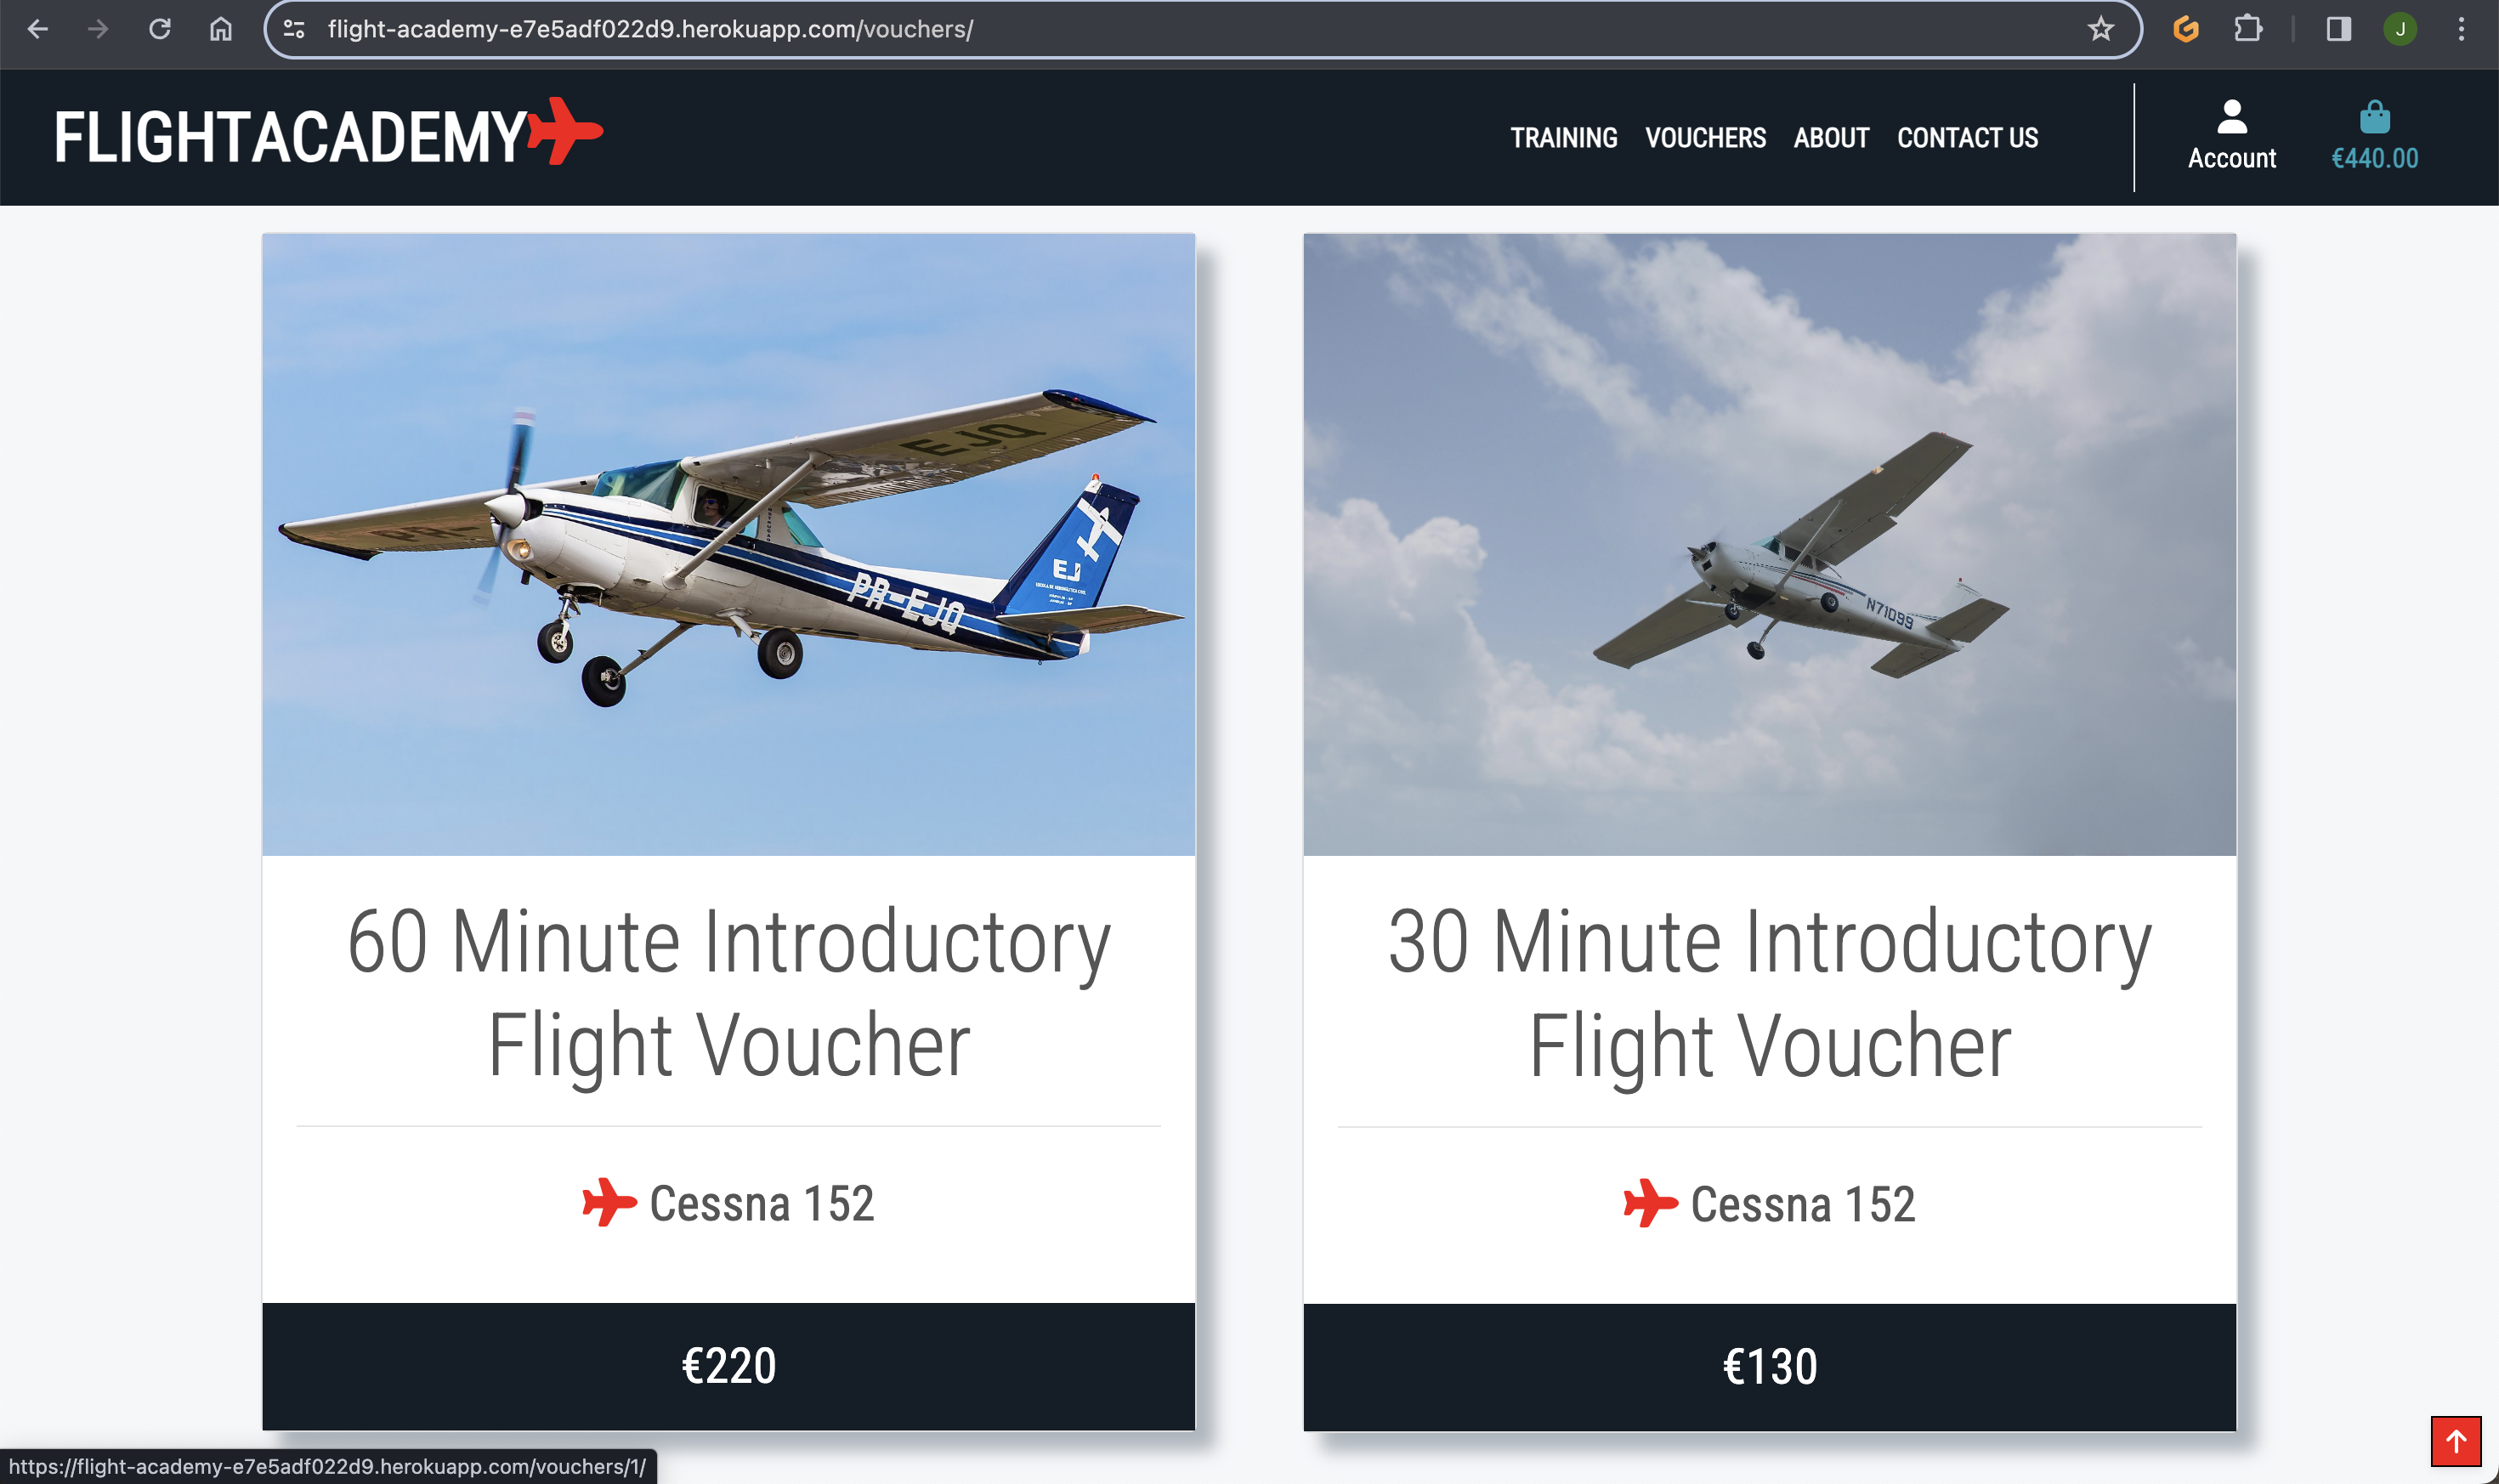 flight-academy-e7e5adf022d9.herokuapp.com/vouchers/
J
FLIGHTACADEMY
TRAINING VOUCHERS ABOUT CONTACT US
Account
€440.00
EJQ
PR-
EJ
PR-EJQ
N71099
60 Minute Introductory
Flight Voucher
Cessna 152
€220
30 Minute Introductory
Flight Voucher
Cessna 152
€130
https://flight-academy-e7e5adf022d9.herokuapp.com/vouchers/1/